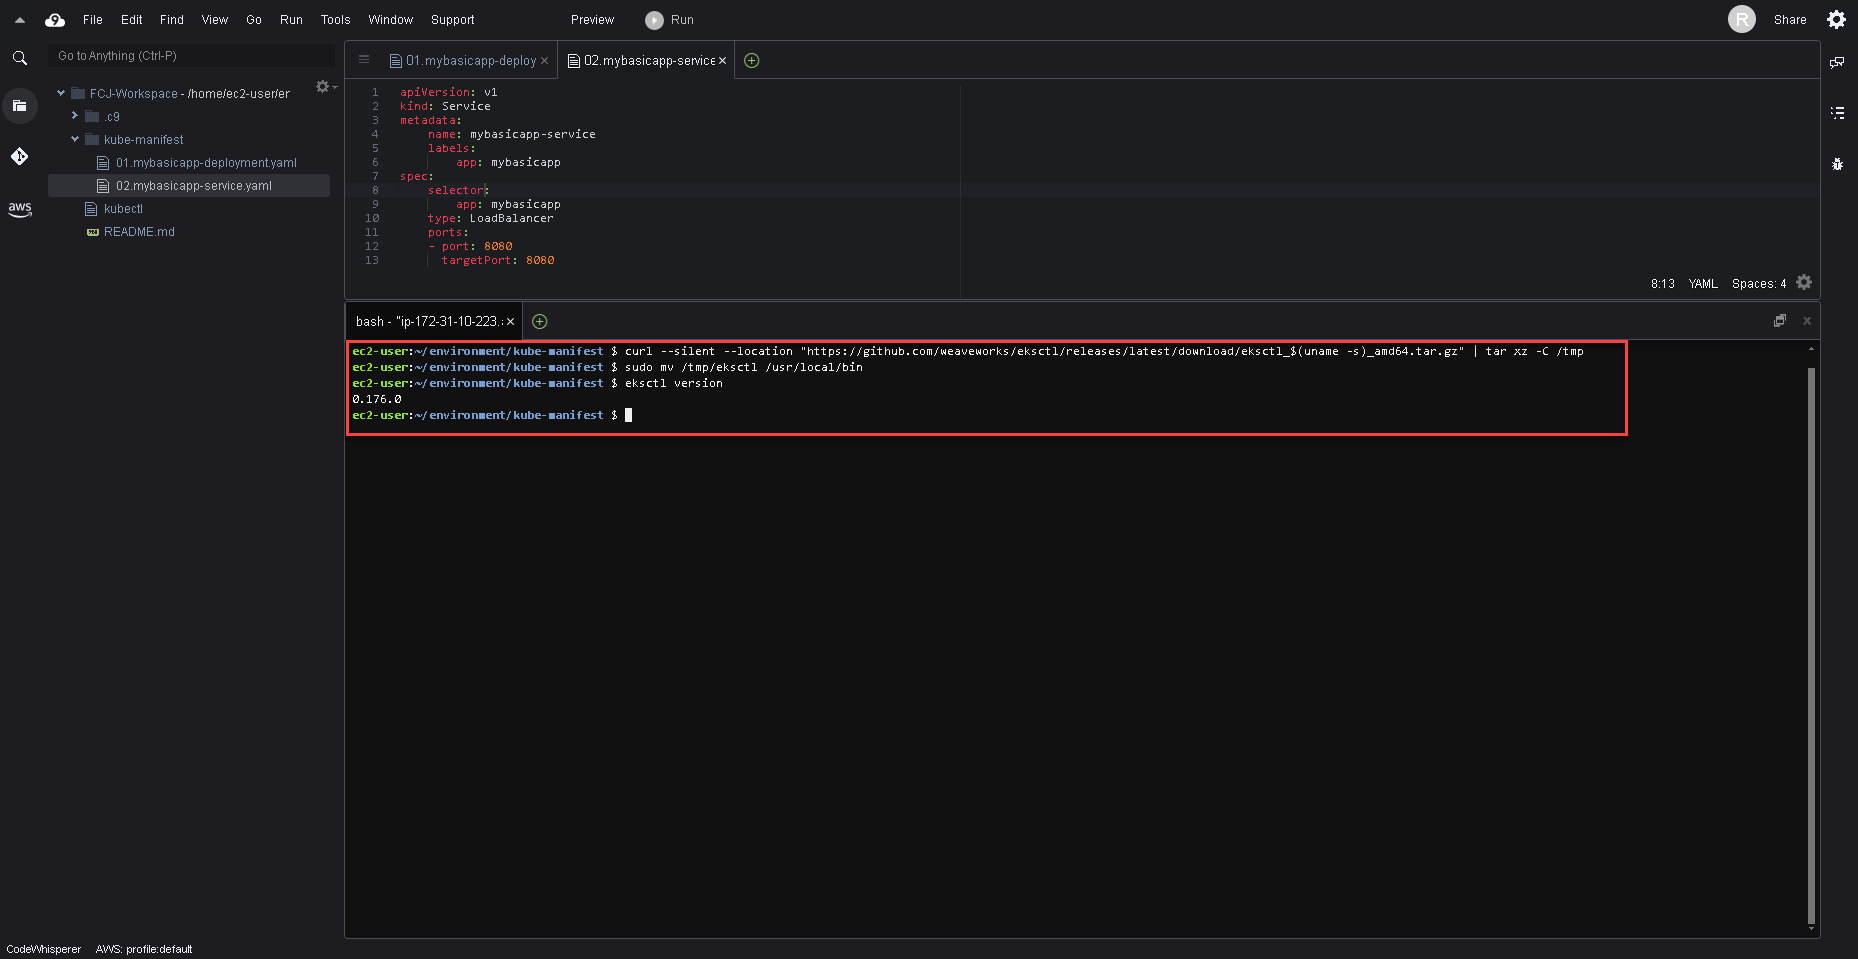 File Edit Find View Go Run Tools Window Support Preview Run R Share
Go to Anything (Ctrl-P)
FCJ-Workspace - /home/ec2-user/er
.c9
kube-manifest
01.mybasicapp-deployment.yaml
02.mybasicapp-service.yaml
kubectl
README.md
aws
01.mybasicapp-deploy
02.mybasicapp-service
1 apiVersion: v1
2 kind: Service
3 metadata:
4 name: mybasicapp-service
5 labels:
6 app: mybasicapp
7 spec:
8 selector:
9 app: mybasicapp
10 type: LoadBalancer
11 ports:
12 - port: 8080
13 targetPort: 8080
8:13 YAML Spaces: 4
bash - "ip-172-31-10-223.
ec2-user:~/environment/kube-manifest $ curl --silent --location "https://github.com/weaveworks/eksctl/releases/latest/download/eksctl_$(uname -s)_amd64.tar.gz" | tar xz -C /tmp
ec2-user:~/environment/kube-manifest $ sudo mv /tmp/eksctl /usr/local/bin
ec2-user:~/environment/kube-manifest $ eksctl version
0.176.0
ec2-user:~/environment/kube-manifest $
CodeWhisperer AWS: profile:default